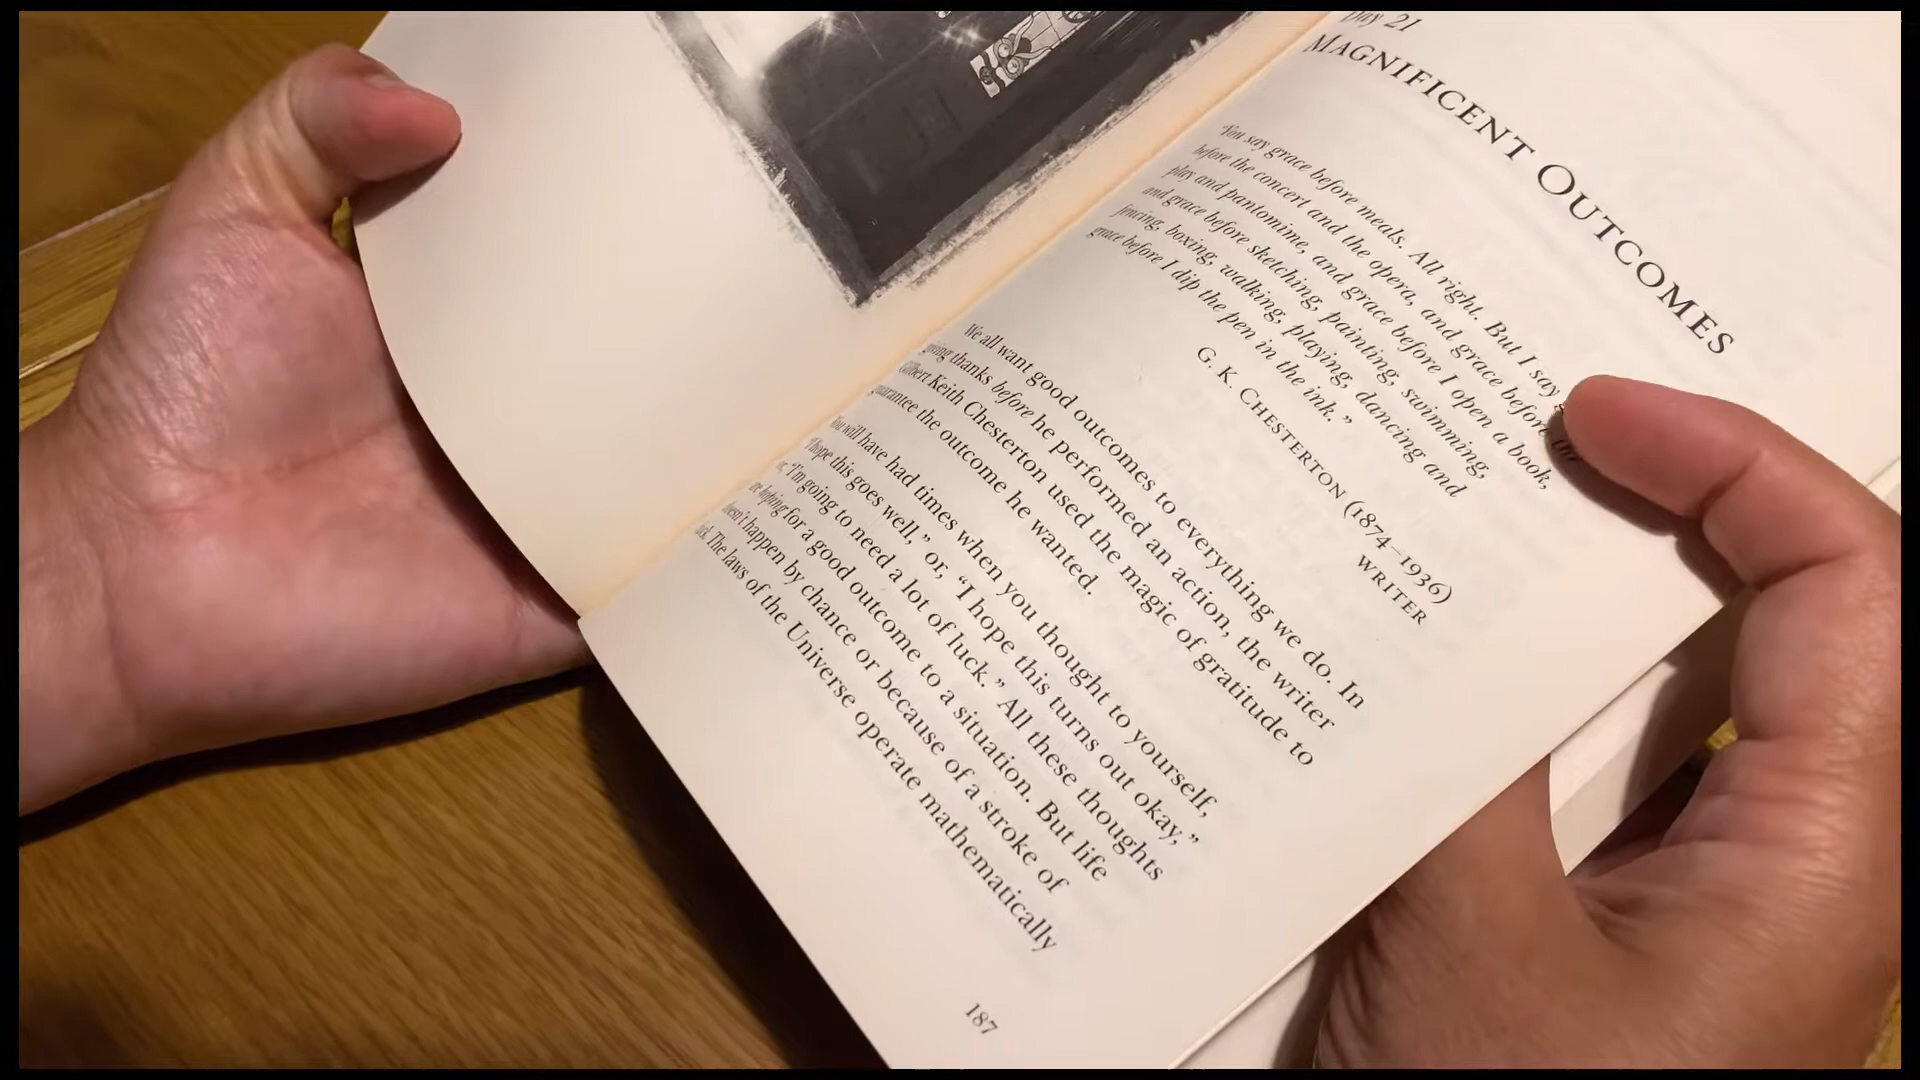 Day 21
MAGNIFICENT OUTCOMES
"You say grace before meals. All right. But I say
before the concert and the opera, and grace before the
play and pantomime, and grace before I open a book,
and grace before sketching, painting, swimming,
fencing, boxing, walking, playing, dancing and
grace before I dip the pen in the ink."
G. K. CHESTERTON (1874–1936)
WRITER
We all want good outcomes to everything we do. In
giving thanks before he performed an action, the writer
Gilbert Keith Chesterton used the magic of gratitude to
guarantee the outcome he wanted.
You will have had times when you thought to yourself,
"I hope this goes well," or, "I hope this turns out okay,"
or, "I'm going to need a lot of luck." All these thoughts
are hoping for a good outcome to a situation. But life
doesn't happen by chance or because of a stroke of
luck. The laws of the Universe operate mathematically
187